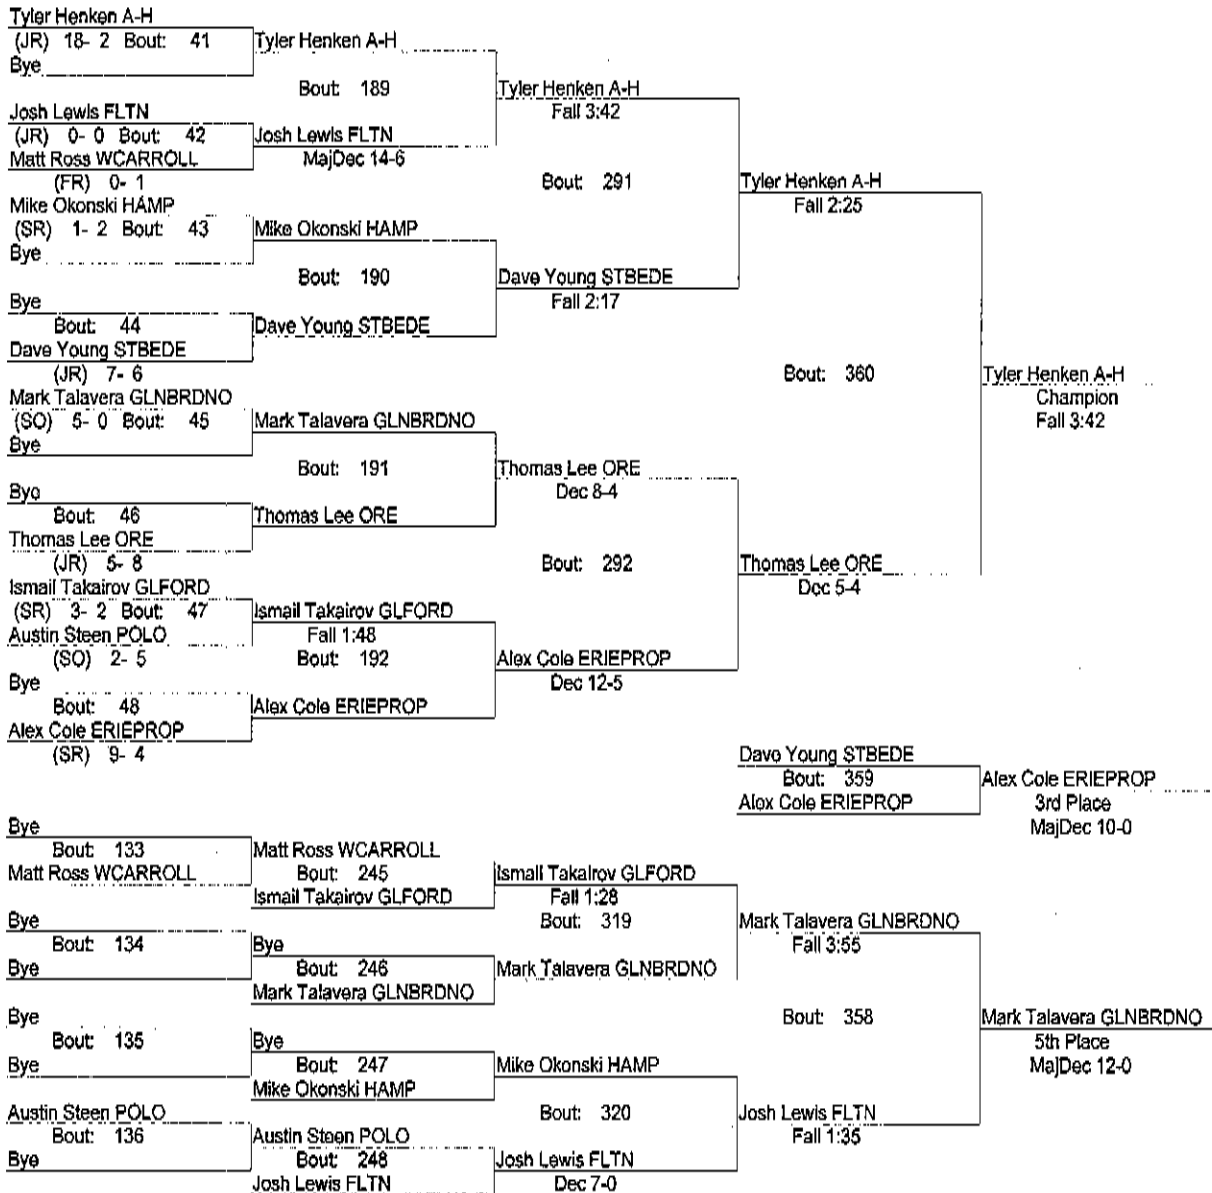 Tyler Henken A-H
(JR) 18- 2 Bout: 41
Bye
Tyler Henken A-H
Bout: 189
Josh Lewis FLTN
(JR) 0- 0 Bout: 42
Matt Ross WCARROLL
(FR) 0- 1
Josh Lewis FLTN
MajDec 14-6
Tyler Henken A-H
Fall 3:42
Bout: 291
Mike Okonski HAMP
(SR) 1- 2 Bout: 43
Bye
Mike Okonski HAMP
Bout: 190
Bye
Bout: 44
Dave Young STBEDE
(JR) 7- 6
Dave Young STBEDE
Dave Young STBEDE
Fall 2:17
Tyler Henken A-H
Fall 2:25
Bout: 360
Mark Talavera GLNBRDNO
(SO) 5- 0 Bout: 45
Bye
Mark Talavera GLNBRDNO
Bout: 191
Bye
Bout: 46
Thomas Lee ORE
(JR) 5- 8
Thomas Lee ORE
Thomas Lee ORE
Dec 8-4
Bout: 292
Ismail Takairov GLFORD
(SR) 3- 2 Bout: 47
Austin Steen POLO
(SO) 2- 5
Ismail Takairov GLFORD
Fall 1:48
Bout: 192
Bye
Bout: 48
Alex Cole ERIEPROP
(SR) 9- 4
Alex Cole ERIEPROP
Alex Cole ERIEPROP
Dec 12-5
Thomas Lee ORE
Dec 5-4
Tyler Henken A-H
Champion
Fall 3:42
Dave Young STBEDE
Bout: 359
Alex Cole ERIEPROP
Alex Cole ERIEPROP
3rd Place
MajDec 10-0
Bye
Bout: 133
Matt Ross WCARROLL
Matt Ross WCARROLL
Bout: 245
Ismail Takairov GLFORD
Ismail Takairov GLFORD
Fall 1:28
Bout: 319
Bye
Bout: 134
Bye
Bye
Bout: 246
Mark Talavera GLNBRDNO
Mark Talavera GLNBRDNO
Mark Talavera GLNBRDNO
Fall 3:55
Bout: 358
Bye
Bout: 135
Bye
Bye
Bout: 247
Mike Okonski HAMP
Mike Okonski HAMP
Bout: 320
Austin Steen POLO
Bout: 136
Bye
Austin Steen POLO
Bout: 248
Josh Lewis FLTN
Josh Lewis FLTN
Dec 7-0
Josh Lewis FLTN
Fall 1:35
Mark Talavera GLNBRDNO
5th Place
MajDec 12-0